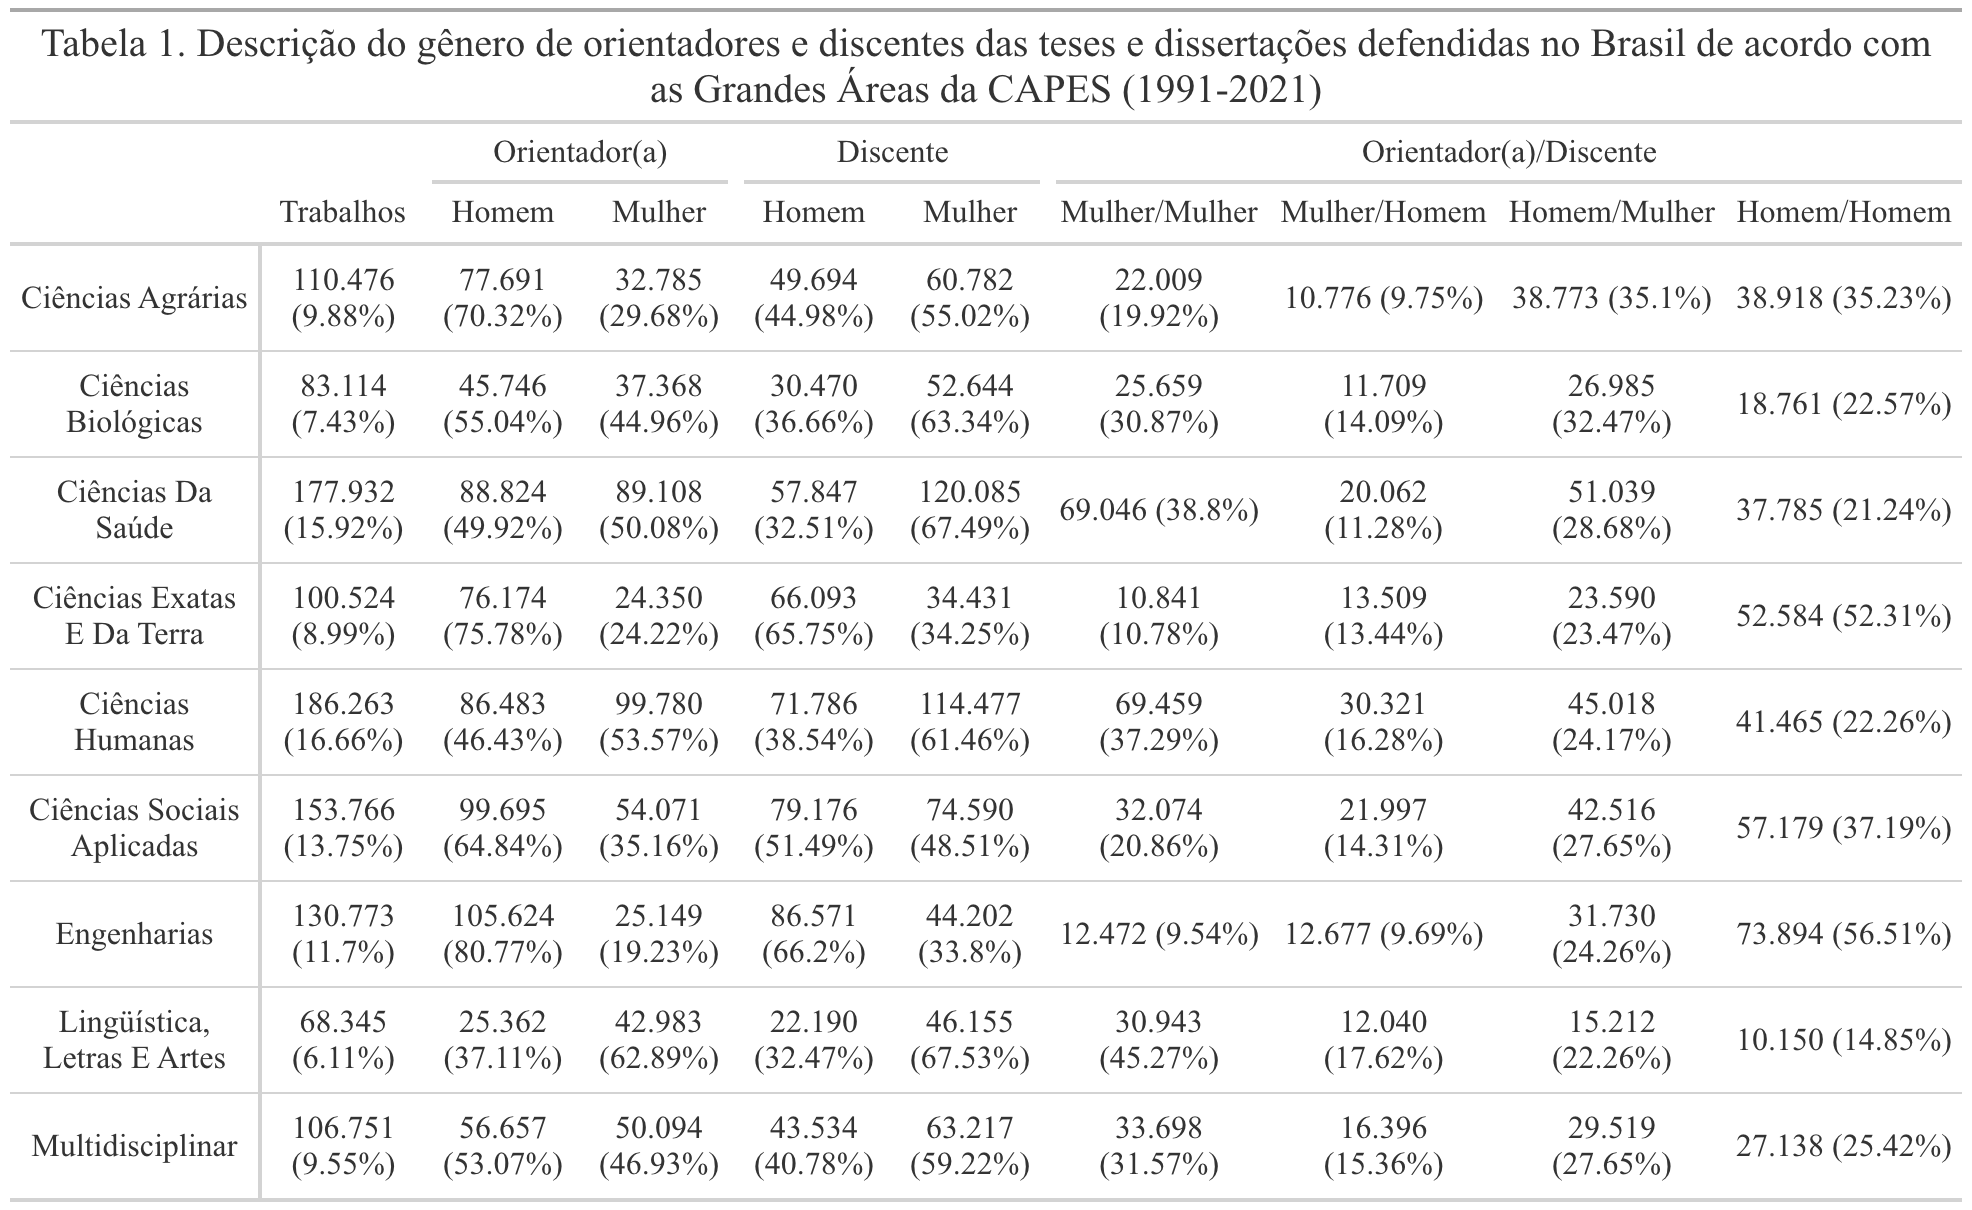 Tabela 1. Descrição do gênero de orientadores e discentes das teses e dissertações defendidas no Brasil de acordo com
as Grandes Áreas da CAPES (1991-2021)
Orientador(a) Discente Orientador(a)/Discente
Trabalhos Homem Mulher Homem Mulher Mulher/Mulher Mulher/Homem Homem/Mulher Homem/Homem
Ciências Agrárias 110.476 (9.88%) 77.691 (70.32%) 32.785 (29.68%) 49.694 (44.98%) 60.782 (55.02%) 22.009 (19.92%) 10.776 (9.75%) 38.773 (35.1%) 38.918 (35.23%)
Ciências Biológicas 83.114 (7.43%) 45.746 (55.04%) 37.368 (44.96%) 30.470 (36.66%) 52.644 (63.34%) 25.659 (30.87%) 11.709 (14.09%) 26.985 (32.47%) 18.761 (22.57%)
Ciências Da Saúde 177.932 (15.92%) 88.824 (49.92%) 89.108 (50.08%) 57.847 (32.51%) 120.085 (67.49%) 69.046 (38.8%) 20.062 (11.28%) 51.039 (28.68%) 37.785 (21.24%)
Ciências Exatas E Da Terra 100.524 (8.99%) 76.174 (75.78%) 24.350 (24.22%) 66.093 (65.75%) 34.431 (34.25%) 10.841 (10.78%) 13.509 (13.44%) 23.590 (23.47%) 52.584 (52.31%)
Ciências Humanas 186.263 (16.66%) 86.483 (46.43%) 99.780 (53.57%) 71.786 (38.54%) 114.477 (61.46%) 69.459 (37.29%) 30.321 (16.28%) 45.018 (24.17%) 41.465 (22.26%)
Ciências Sociais Aplicadas 153.766 (13.75%) 99.695 (64.84%) 54.071 (35.16%) 79.176 (51.49%) 74.590 (48.51%) 32.074 (20.86%) 21.997 (14.31%) 42.516 (27.65%) 57.179 (37.19%)
Engenharias 130.773 (11.7%) 105.624 (80.77%) 25.149 (19.23%) 86.571 (66.2%) 44.202 (33.8%) 12.472 (9.54%) 12.677 (9.69%) 31.730 (24.26%) 73.894 (56.51%)
Lingüística, Letras E Artes 68.345 (6.11%) 25.362 (37.11%) 42.983 (62.89%) 22.190 (32.47%) 46.155 (67.53%) 30.943 (45.27%) 12.040 (17.62%) 15.212 (22.26%) 10.150 (14.85%)
Multidisciplinar 106.751 (9.55%) 56.657 (53.07%) 50.094 (46.93%) 43.534 (40.78%) 63.217 (59.22%) 33.698 (31.57%) 16.396 (15.36%) 29.519 (27.65%) 27.138 (25.42%)